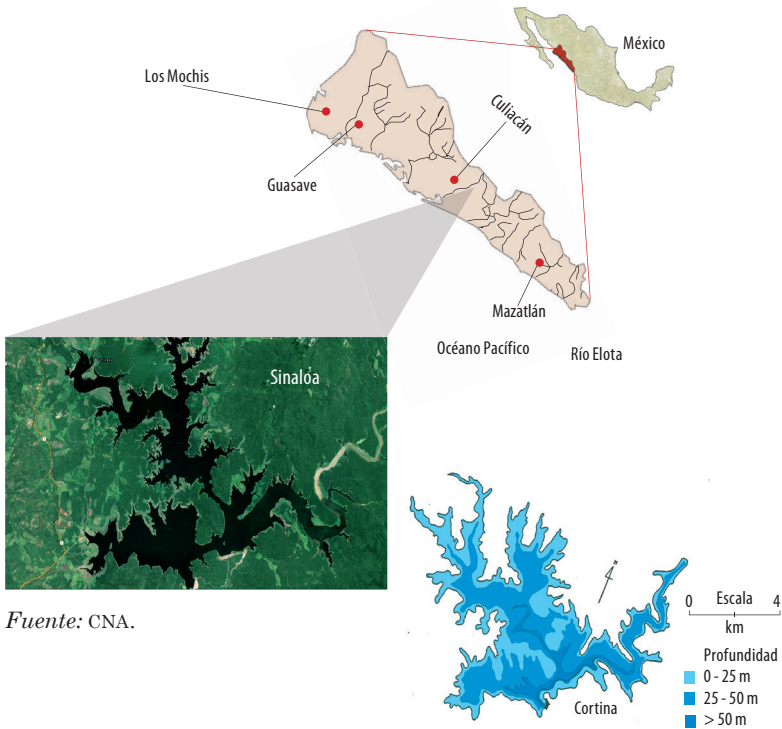 México
Los Mochis
Culiacán
Guasave
Mazatlán
Océano Pacífico
Río Elota
Sinaloa
Fuente: CNA.
0 Escala 4
km
Profundidad
0 - 25 m
25 - 50 m
> 50 m
Cortina